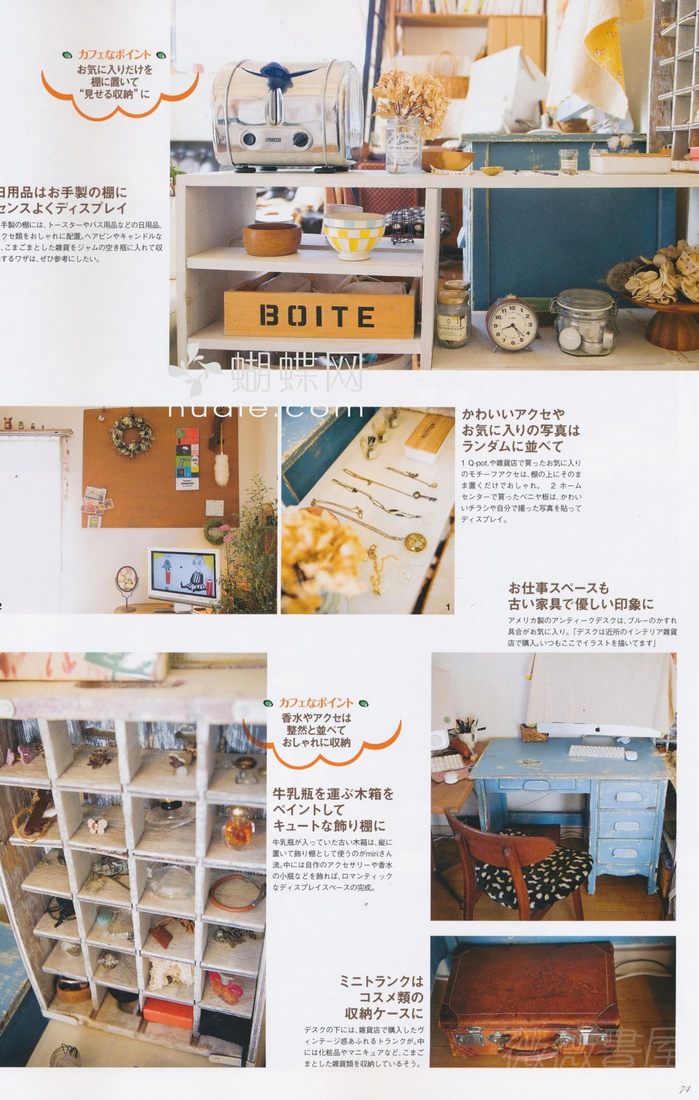 カフェなポイント
お気に入りだけを
棚に置いて
“見せる収納”に
日用品はお手製の棚に
センスよくディスプレイ
手製の棚には、トースターやバス用品などの日用品、
クセ類をおしゃれに配置。ヘアピンやキャンドルな
、こまごまとした雑貨をジャムの空き瓶に入れて収
するワザは、ぜひ参考にしたい。
PRINCESS
BOITE
蝴蝶网
hudie.com
かわいいアクセや
お気に入りの写真は
ランダムに並べて
1 Q-pot.や雑貨店で買ったお気に入り
のモチーフアクセは、棚の上にそのま
ま置くだけでおしゃれ。 2 ホーム
センターで買ったベニヤ板は、かわい
いチラシや自分で撮った写真を貼って
ディスプレイ。
2
1
お仕事スペースも
古い家具で優しい印象に
アメリカ製のアンティークデスクは、ブルーのかすれ
具合がお気に入り。「デスクは近所のインテリア雑貨
店で購入。いつもここでイラストを描いてます」
カフェなポイント
香水やアクセは
整然と並べて
おしゃれに収納
牛乳瓶を運ぶ木箱を
ペイントして
キュートな飾り棚に
牛乳瓶が入っていた古い木箱は、縦に
置いて飾り棚として使うのがmiriさん
流。中には自作のアクセサリーや香水
の小瓶などを飾れば、ロマンティック
なディスプレイスペースの完成。
ミニトランクは
コスメ類の
収納ケースに
デスクの下には、雑貨店で購入したヴ
ィンテージ感あふれるトランクが。中
には化粧品やマニキュアなど、こまご
まとした雑貨類を収納しているそう。
薇薇書屋
74